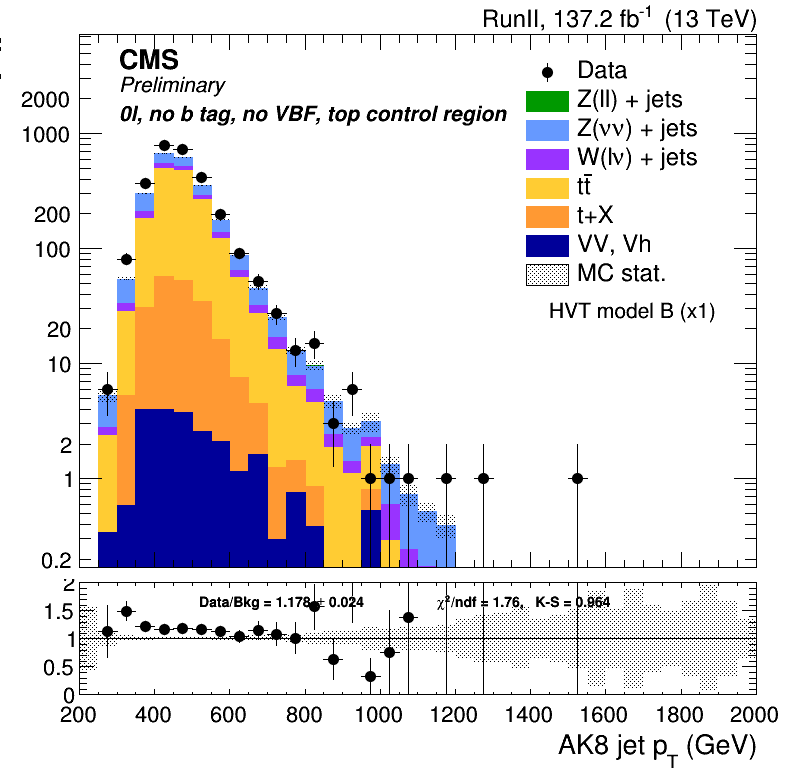 RunII, 137.2 fb⁻¹ (13 TeV)
CMS
Preliminary
0l, no b tag, no VBF, top control region
Data
Z(ll) + jets
Z(νν) + jets
W(lν) + jets
tt̄
t+X
VV, Vh
MC stat.
HVT model B (x1)
2000
1000
200
100
20
10
2
1
0.2
2
1.5
1
0.5
0
Data/Bkg = 1.178 ± 0.024
χ²/ndf = 1.76, K-S = 0.964
200 400 600 800 1000 1200 1400 1600 1800 2000
AK8 jet p_T (GeV)